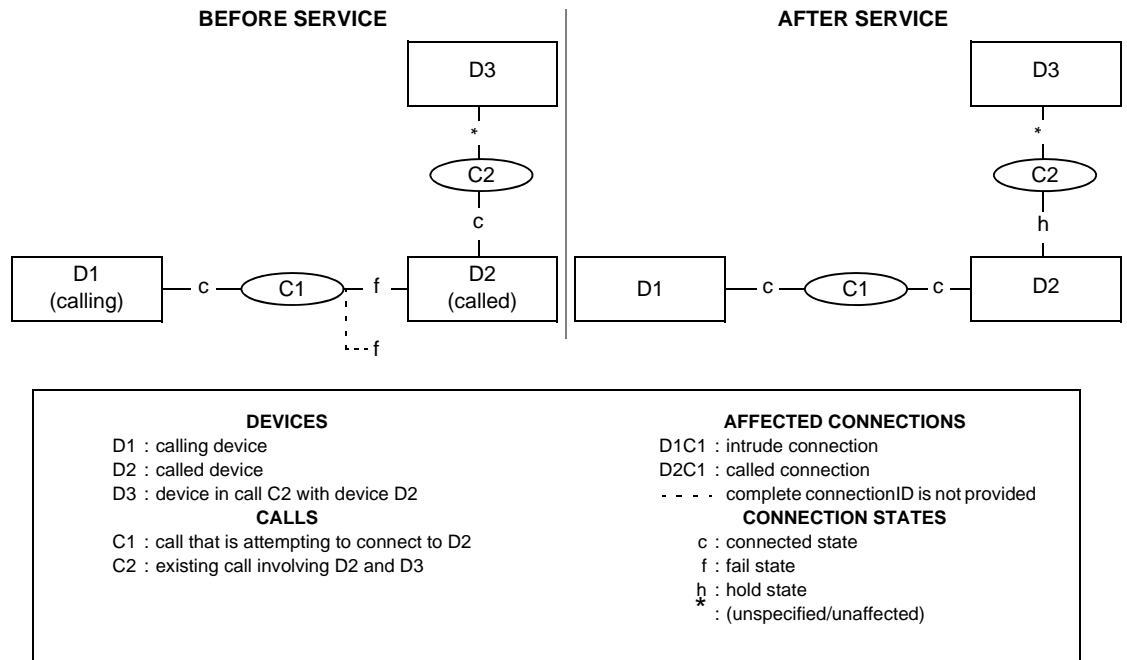 BEFORE SERVICE
AFTER SERVICE
D3
D3
*
*
C2
C2
c
h
D1
(calling)
c
C1
f
D2
(called)
D1
c
C1
c
D2
f
DEVICES
D1 : calling device
D2 : called device
D3 : device in call C2 with device D2
CALLS
C1 : call that is attempting to connect to D2
C2 : existing call involving D2 and D3
AFFECTED CONNECTIONS
D1C1 : intrude connection
D2C1 : called connection
- - - - complete connectionID is not provided
CONNECTION STATES
c : connected state
f : fail state
h : hold state
* : (unspecified/unaffected)